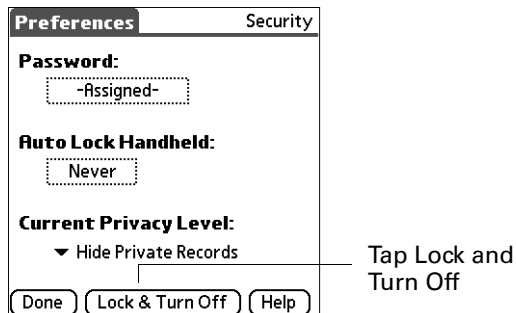 Preferences Security
Password:
-Assigned-
Auto Lock Handheld:
Never
Current Privacy Level:
Hide Private Records
Done Lock & Turn Off Help
Tap Lock and
Turn Off